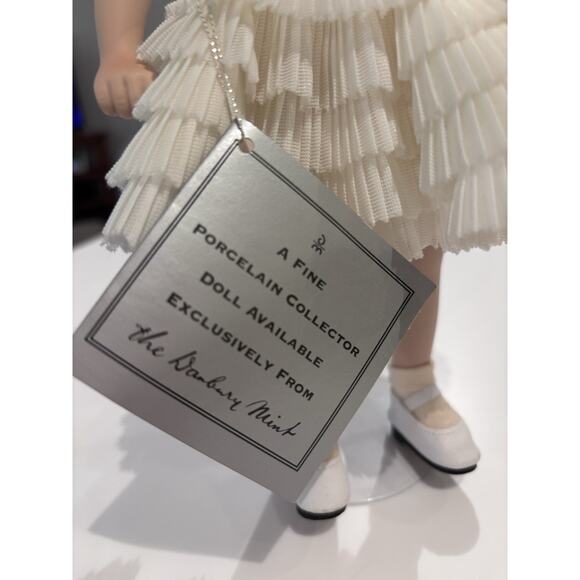 A FINE
PORCELAIN COLLECTOR
DOLL AVAILABLE
EXCLUSIVELY FROM
the Danbury Mint